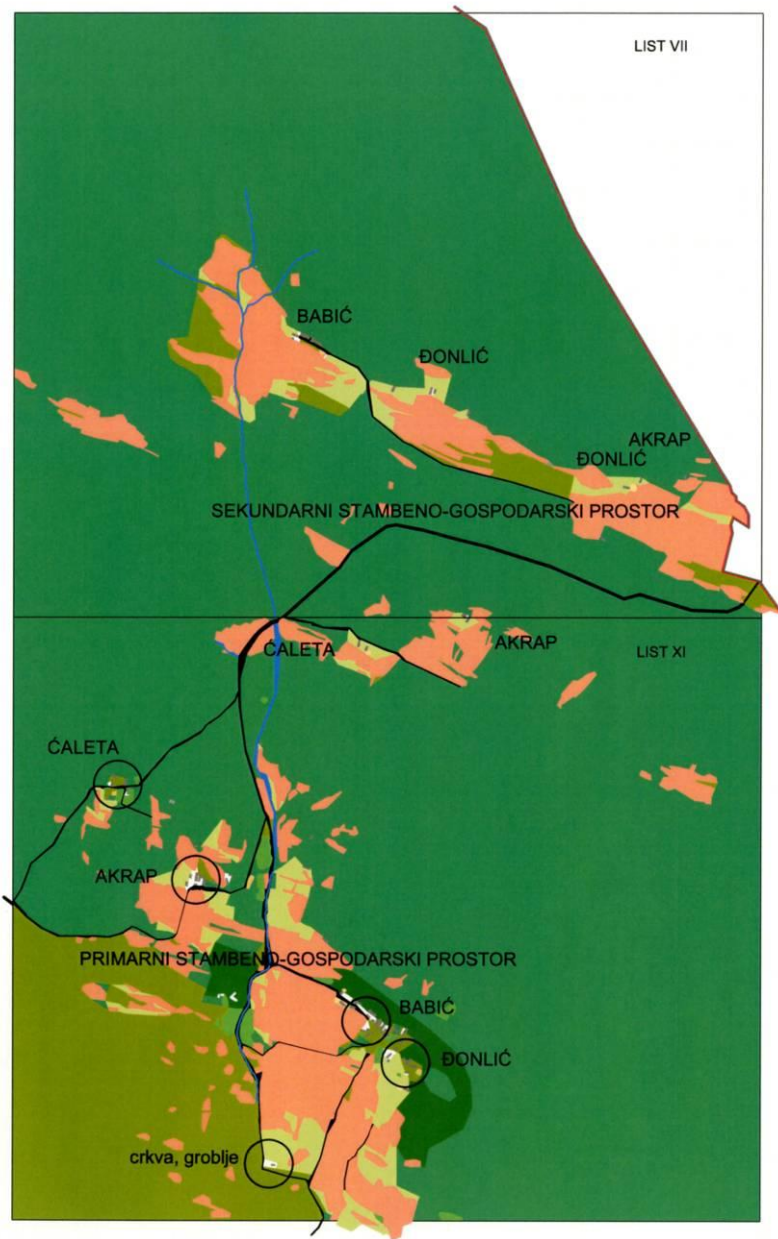 LIST VII
BABIĆ
ĐONLIĆ
AKRAP
ĐONLIĆ
SEKUNDARNI STAMBENO-GOSPODARSKI PROSTOR
ĆALETA
AKRAP
LIST XI
ĆALETA
AKRAP
PRIMARNI STAMBENO-GOSPODARSKI PROSTOR
BABIĆ
ĐONLIĆ
crkva, groblje